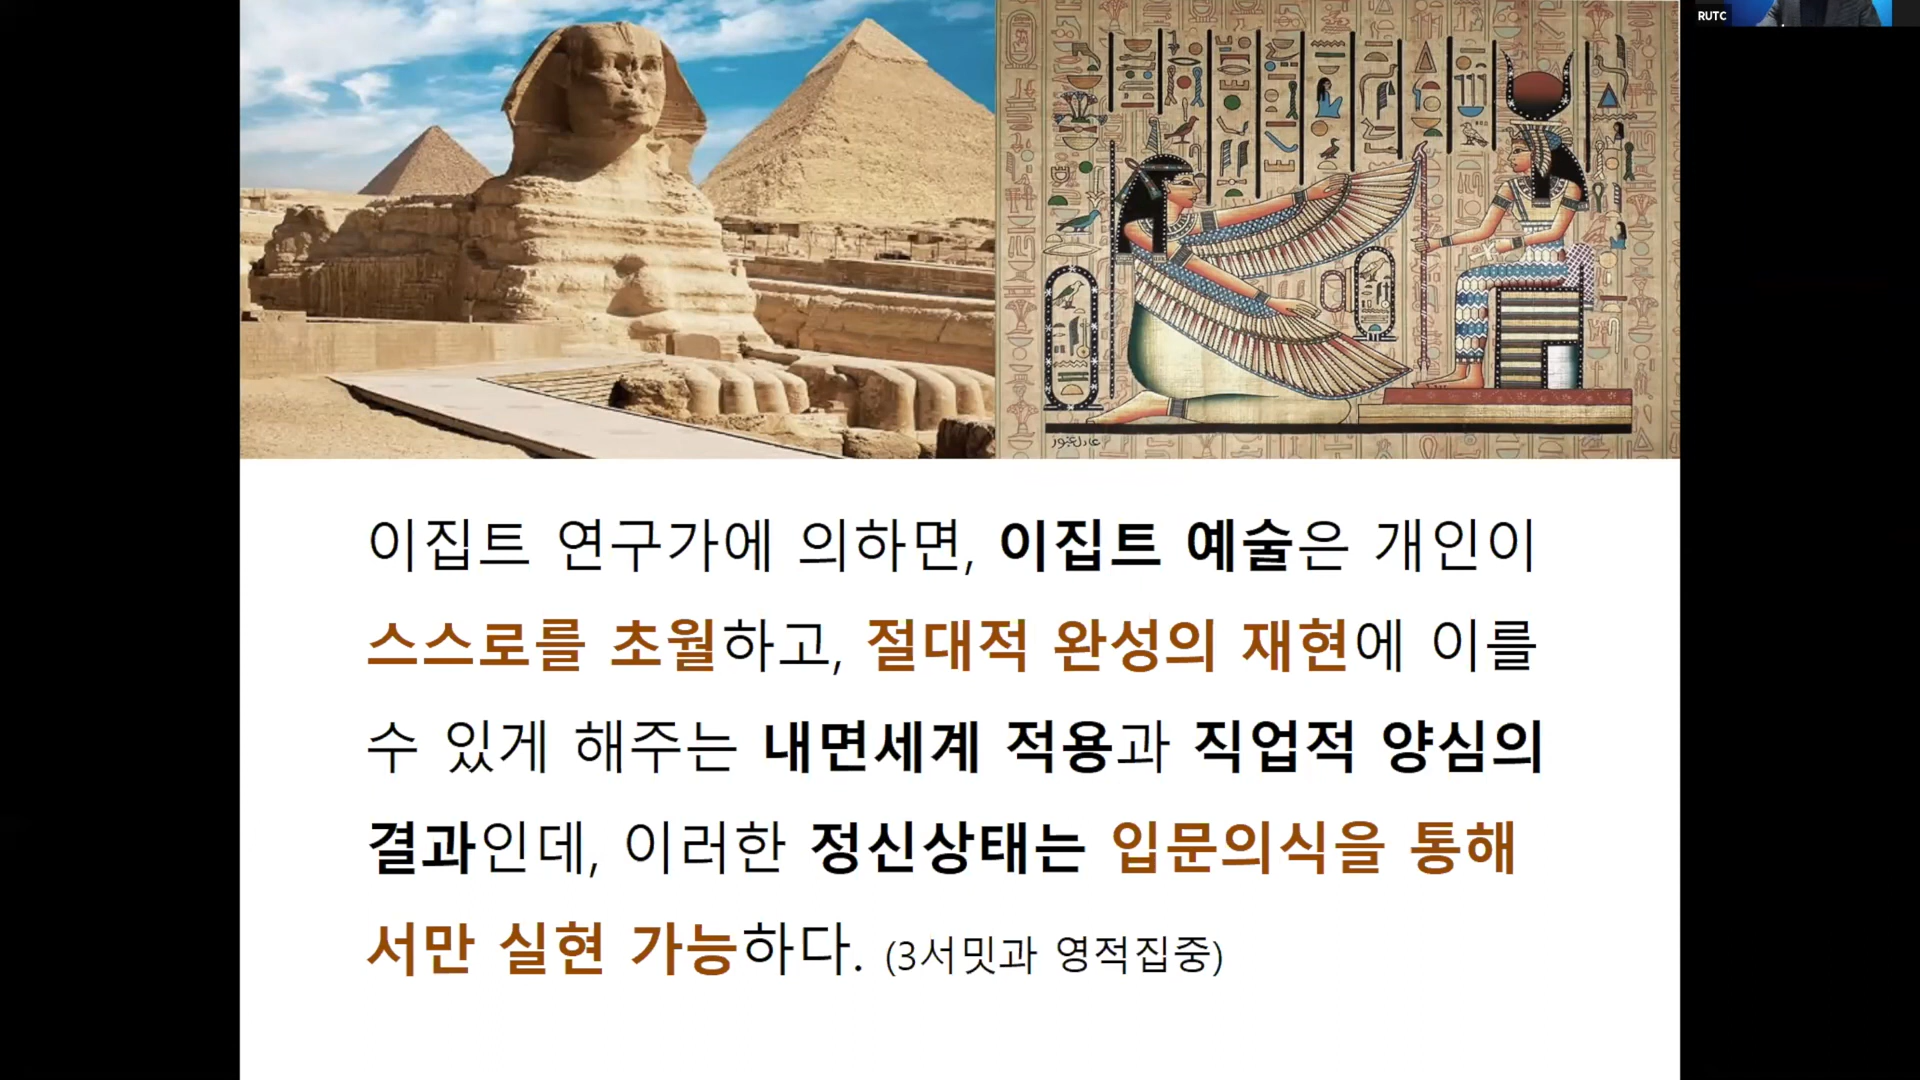 RUTC
이집트 연구가에 의하면, 이집트 예술은 개인이
스스로를 초월하고, 절대적 완성의 재현에 이를
수 있게 해주는 내면세계 적용과 직업적 양심의
결과인데, 이러한 정신상태는 입문의식을 통해
서만 실현 가능하다. (3서밋과 영적집중)